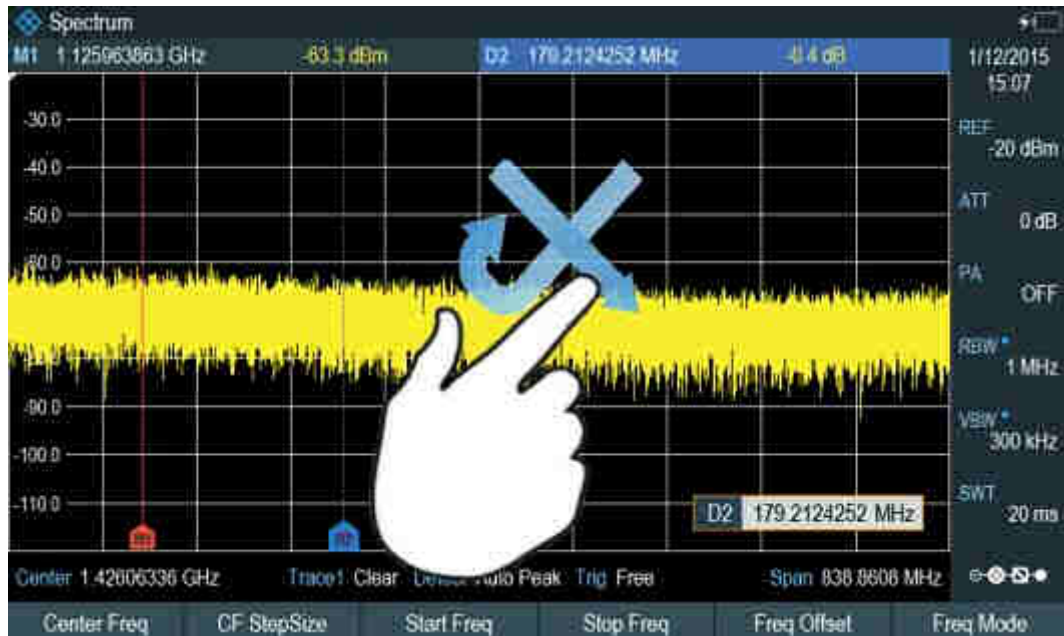 Spectrum
M1 1.125963863 GHz -63.3 dBm D2 179.2124252 MHz -0.4 dB 1/12/2015
15:07
-30.0
REF
-20 dBm
-40.0
ATT
-50.0
0 dB
-60.0
PA
OFF
RBW
1 MHz
-90.0
VBW
300 kHz
-100.0
SWT
-110.0
D2 179.2124252 MHz
20 ms
M1
Center 1.42606336 GHz Trace1 Clear Auto Peak Trig Free Span 838.8608 MHz
Center Freq CF StepSize Start Freq Stop Freq Freq Offset Freq Mode